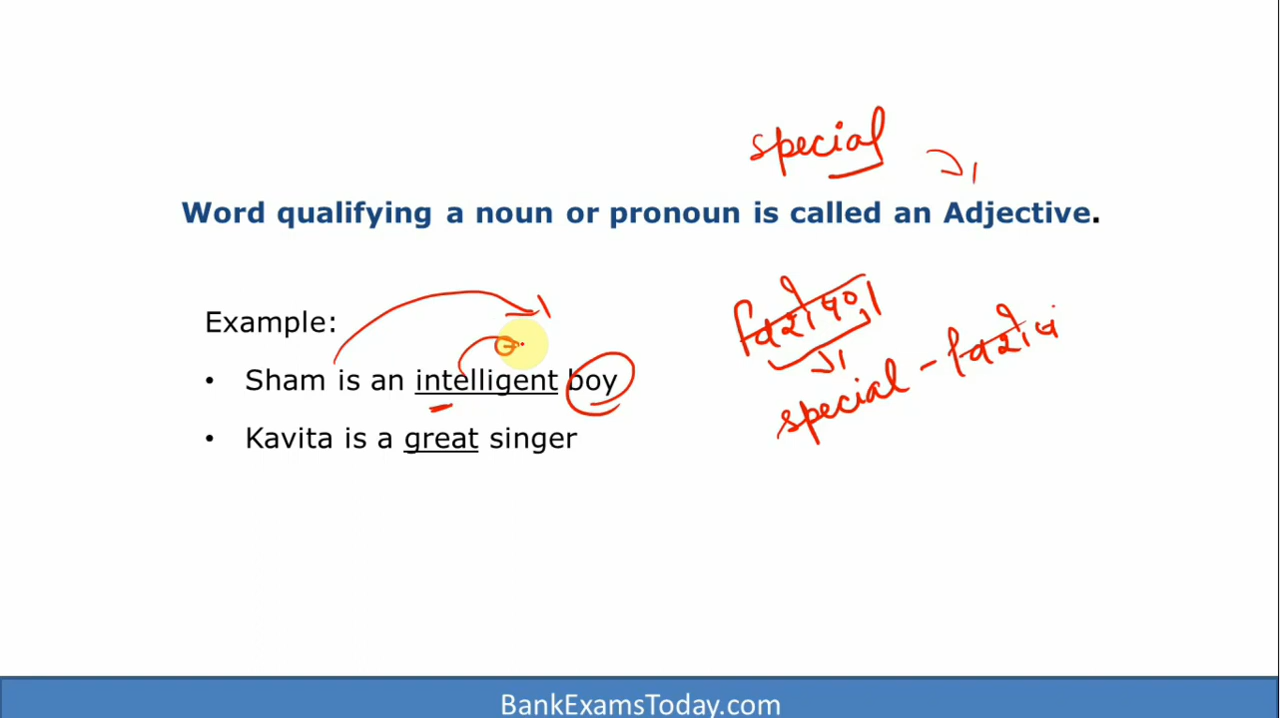 special
Word qualifying a noun or pronoun is called an Adjective.
Example:
विशेषण
• Sham is an intelligent boy
special - विशेष
• Kavita is a great singer
BankExamsToday.com